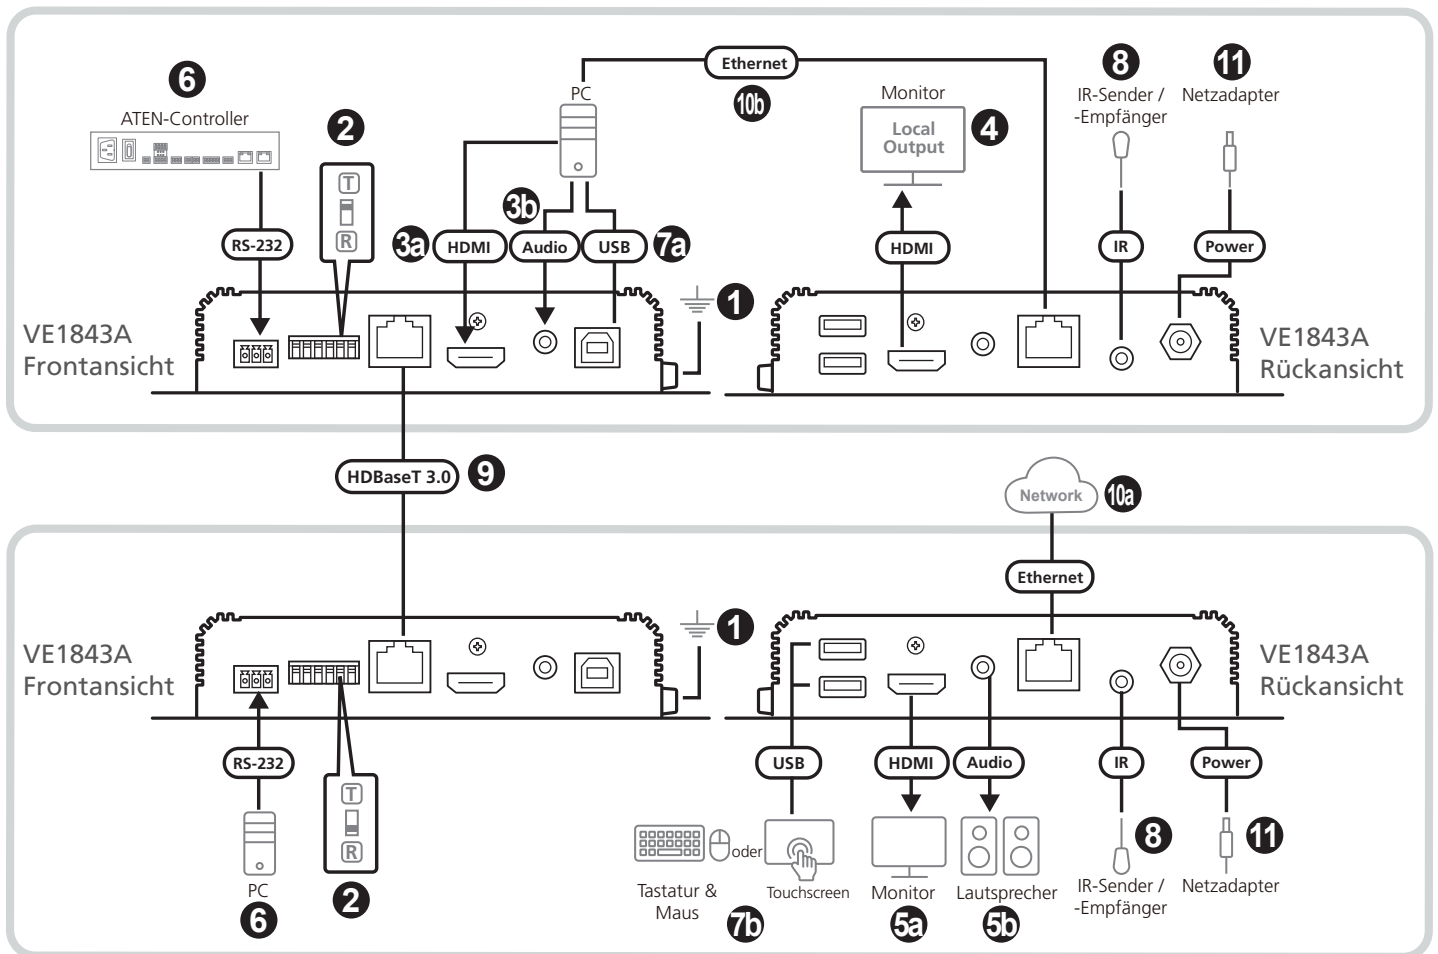 6
ATEN-Controller
2
T
R
RS-232
PC
Ethernet
10b
3a
HDMI
3b
Audio
USB
7a
Monitor
Local
Output
4
HDMI
8
IR-Sender /
-Empfänger
IR
11
Netzadapter
Power
1
VE1843A
Frontansicht
VE1843A
Rückansicht
HDBaseT 3.0
9
Network
10a
Ethernet
1
VE1843A
Frontansicht
VE1843A
Rückansicht
RS-232
PC
6
T
R
2
USB
HDMI
Audio
IR
Power
oder
Tastatur &
Maus
7b
Touchscreen
Monitor
5a
Lautsprecher
5b
8
IR-Sender /
-Empfänger
11
Netzadapter